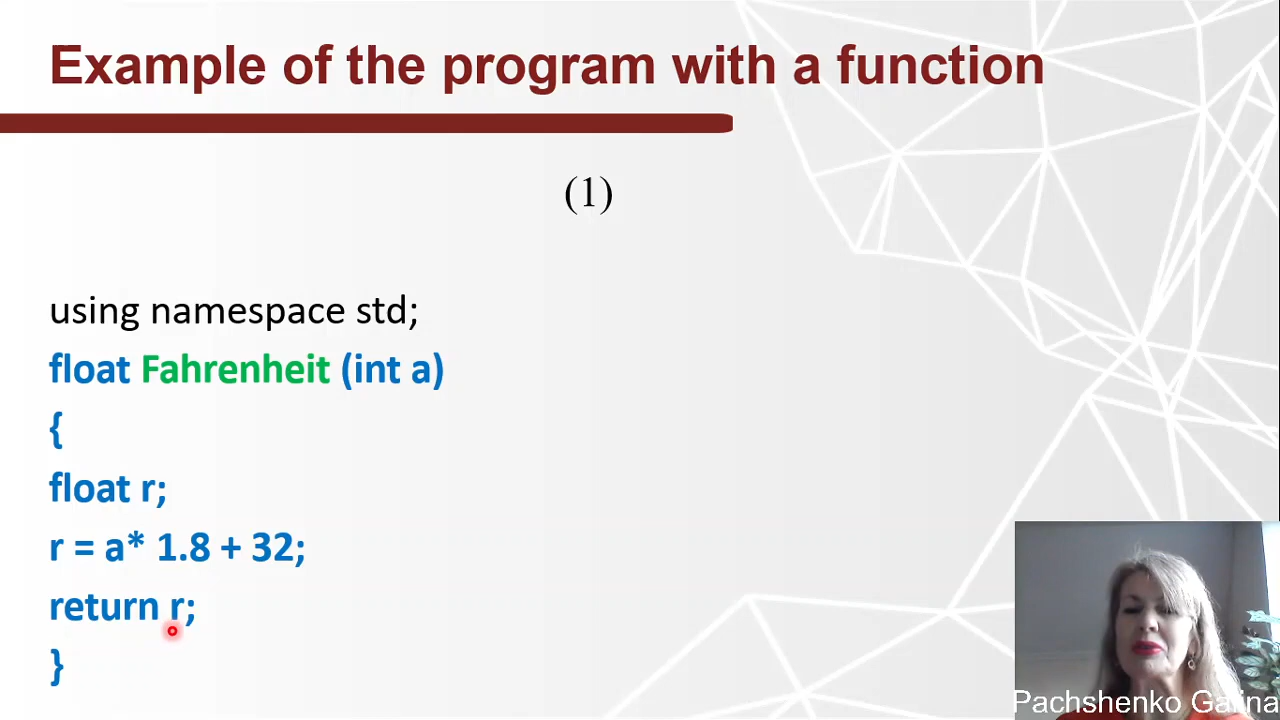 Example of the program with a function
(1)
using namespace std;
float Fahrenheit (int a)
{
float r;
r = a* 1.8 + 32;
return r;
}
Pachshenko Galina